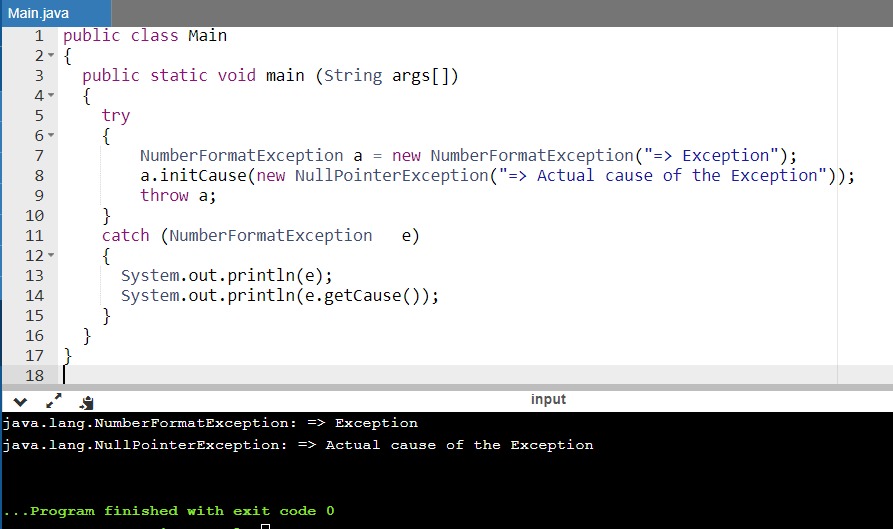 Main.java
1 public class Main
2 {
3 public static void main (String args[])
4 {
5 try
6 {
7 NumberFormatException a = new NumberFormatException("=> Exception");
8 a.initCause(new NullPointerException("=> Actual cause of the Exception"));
9 throw a;
10 }
11 catch (NumberFormatException e)
12 {
13 System.out.println(e);
14 System.out.println(e.getCause());
15 }
16 }
17 }
18
input
java.lang.NumberFormatException: => Exception
java.lang.NullPointerException: => Actual cause of the Exception
...Program finished with exit code 0